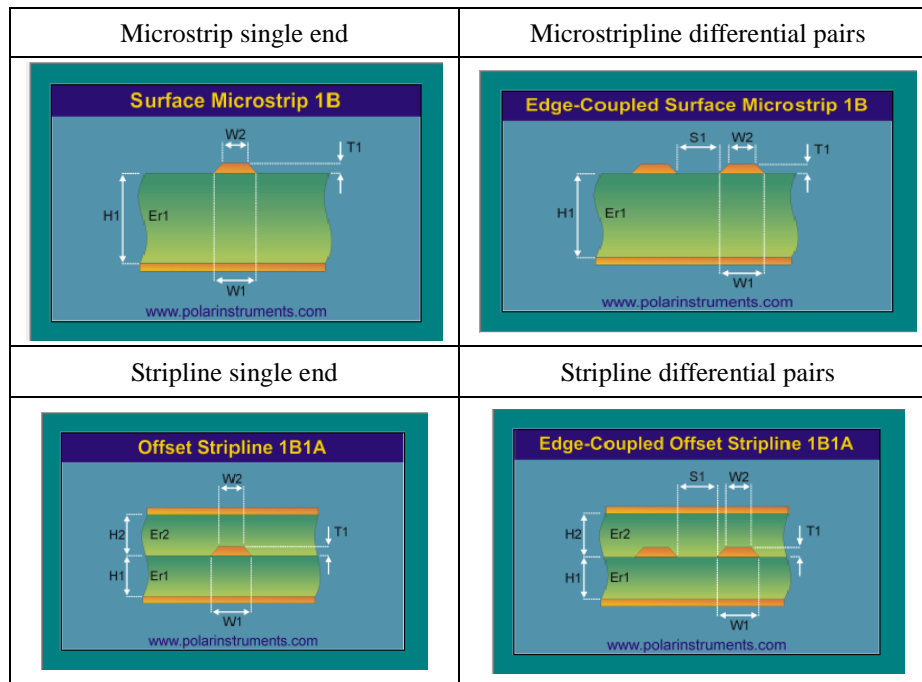 Microstrip single end
Microstripline differential pairs
Surface Microstrip 1B
W2
T1
H1
Er1
W1
www.polarinstruments.com
Edge-Coupled Surface Microstrip 1B
S1
W2
T1
H1
Er1
W1
www.polarinstruments.com
Stripline single end
Stripline differential pairs
Offset Stripline 1B1A
W2
H2
Er2
T1
H1
Er1
W1
www.polarinstruments.com
Edge-Coupled Offset Stripline 1B1A
S1
W2
H2
Er2
T1
H1
Er1
W1
www.polarinstruments.com